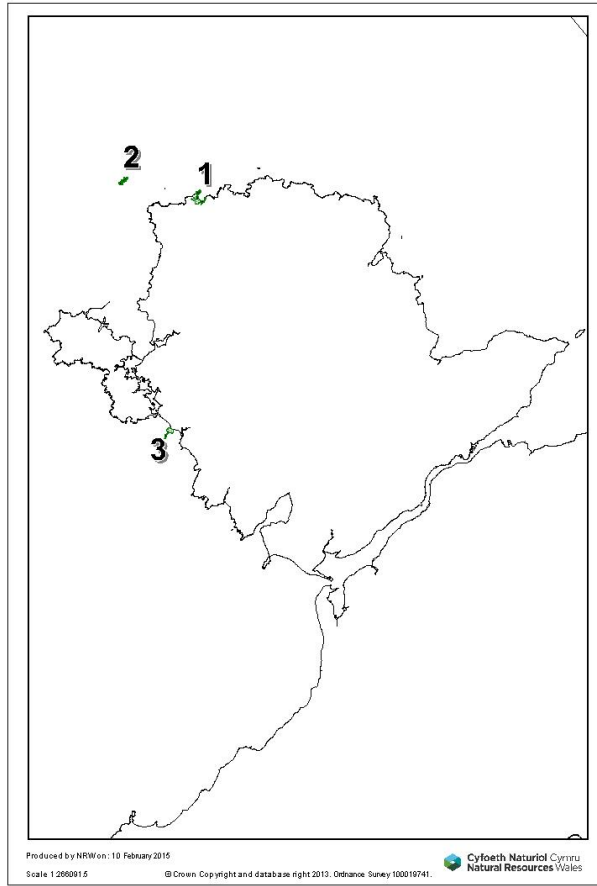 2
1
3
Produced by NRW on: 10 February 2015
Scale 1:266091.5
© Crown Copyright and database right 2013. Ordnance Survey 100019741.
Cyfoeth Naturiol Cymru
Natural Resources Wales